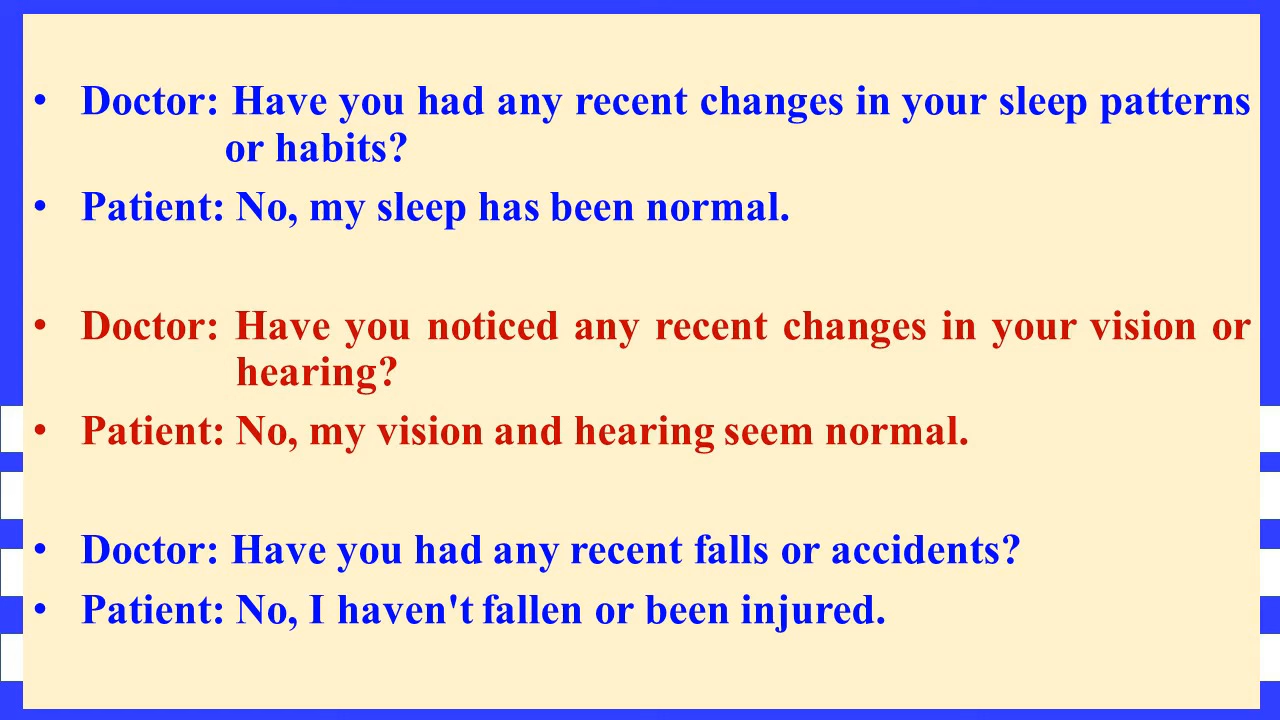 • Doctor: Have you had any recent changes in your sleep patterns
or habits?
• Patient: No, my sleep has been normal.
• Doctor: Have you noticed any recent changes in your vision or
hearing?
• Patient: No, my vision and hearing seem normal.
• Doctor: Have you had any recent falls or accidents?
• Patient: No, I haven't fallen or been injured.